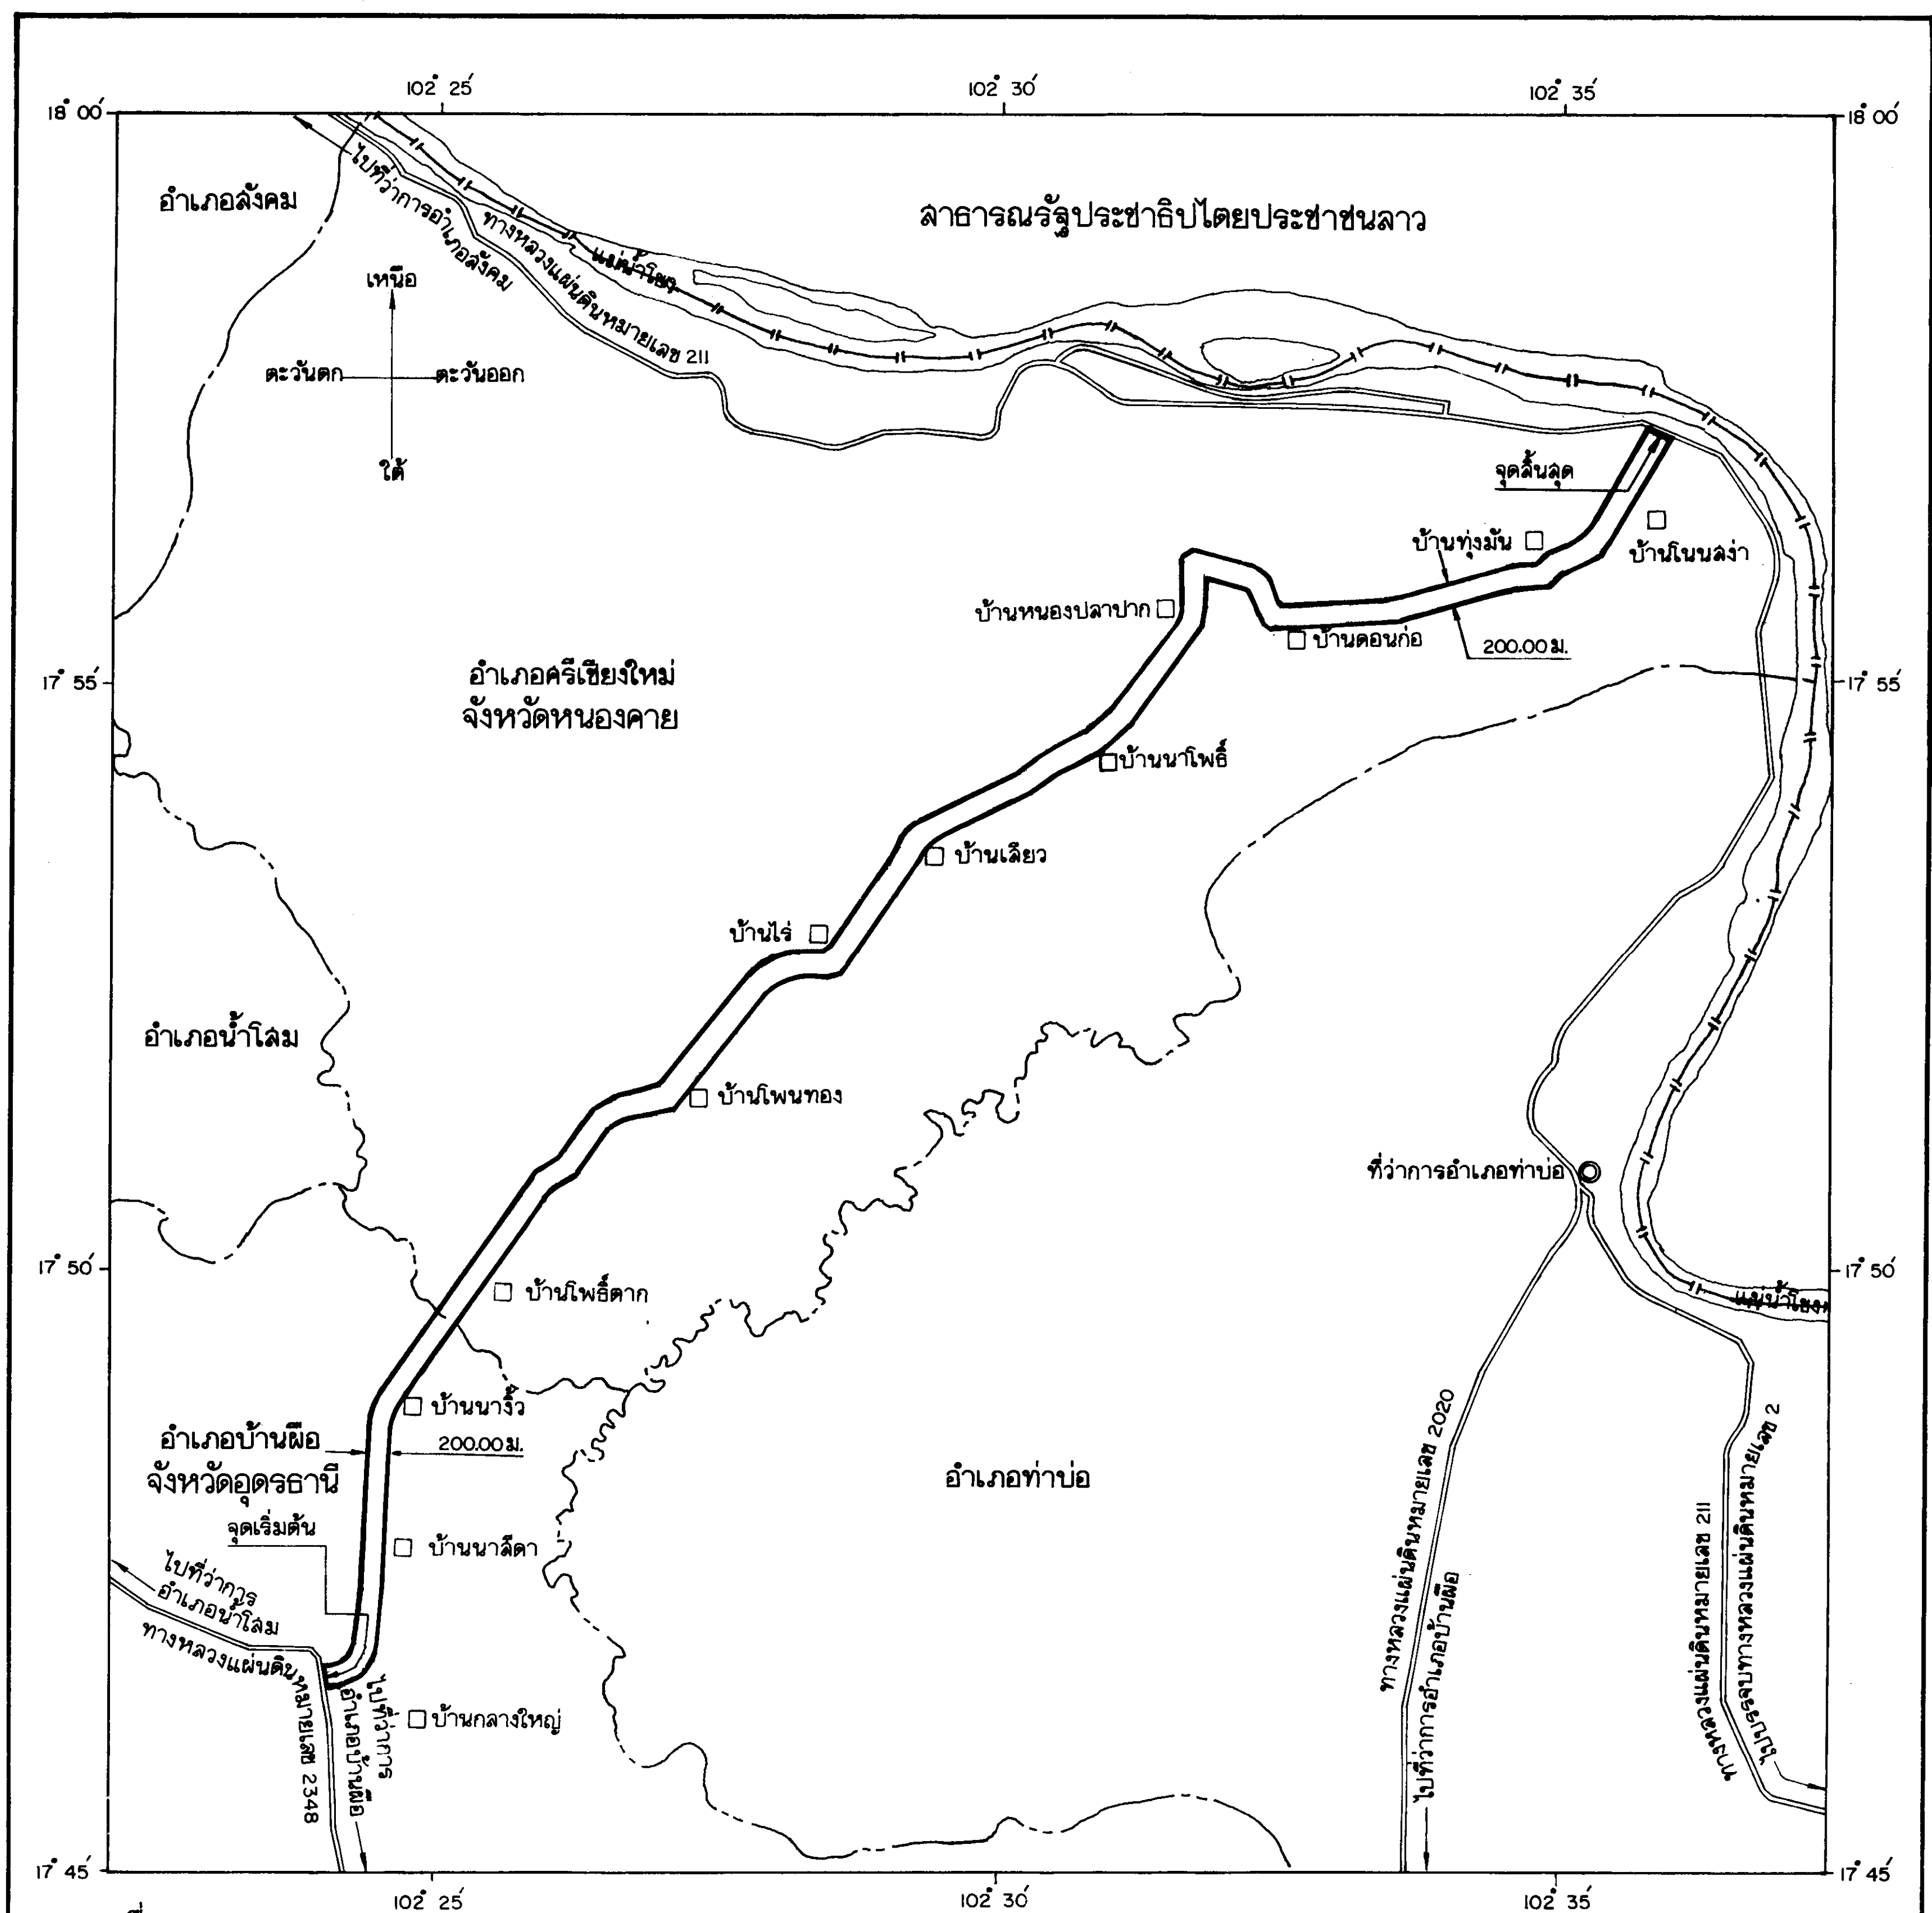 102° 25′
102° 30′
102° 35′
18° 00′
18° 00′
อำเภอสังคม
ไปที่ว่าการอำเภอสังคม
ทางหลวงแผ่นดินหมายเลข 211
แม่น้ำโขง
สาธารณรัฐประชาธิปไตยประชาชนลาว
เหนือ
ตะวันตก
ตะวันออก
ใต้
จุดสิ้นสุด
บ้านทุ่งมัน
บ้านโนนสง่า
บ้านหนองปลาปาก
บ้านดอนก่อ
200.00 ม.
17° 55′
17° 55′
อำเภอศรีเชียงใหม่
จังหวัดหนองคาย
บ้านนาโพธิ์
บ้านเสียว
บ้านไร่
อำเภอน้ำโสม
บ้านโพนทอง
ที่ว่าการอำเภอท่าบ่อ
17° 50′
17° 50′
บ้านโพธิ์ตาก
แม่น้ำโขง
บ้านนางิ้ว
อำเภอบ้านผือ
จังหวัดอุดรธานี
200.00 ม.
อำเภอท่าบ่อ
จุดเริ่มต้น
บ้านนาสีดา
ไปที่ว่าการ
อำเภอน้ำโสม
ทางหลวงแผ่นดินหมายเลข 2348
ไปที่ว่าการ
อำเภอบ้านผือ
บ้านกลางใหญ่
ทางหลวงแผ่นดินหมายเลข 2020
ไปที่ว่าการอำเภอบ้านผือ
ทางหลวงแผ่นดินหมายเลข 211
ไปบรรจบทางหลวงแผ่นดินหมายเลข 2
17° 45′
17° 45′
102° 25′
102° 30′
102° 35′